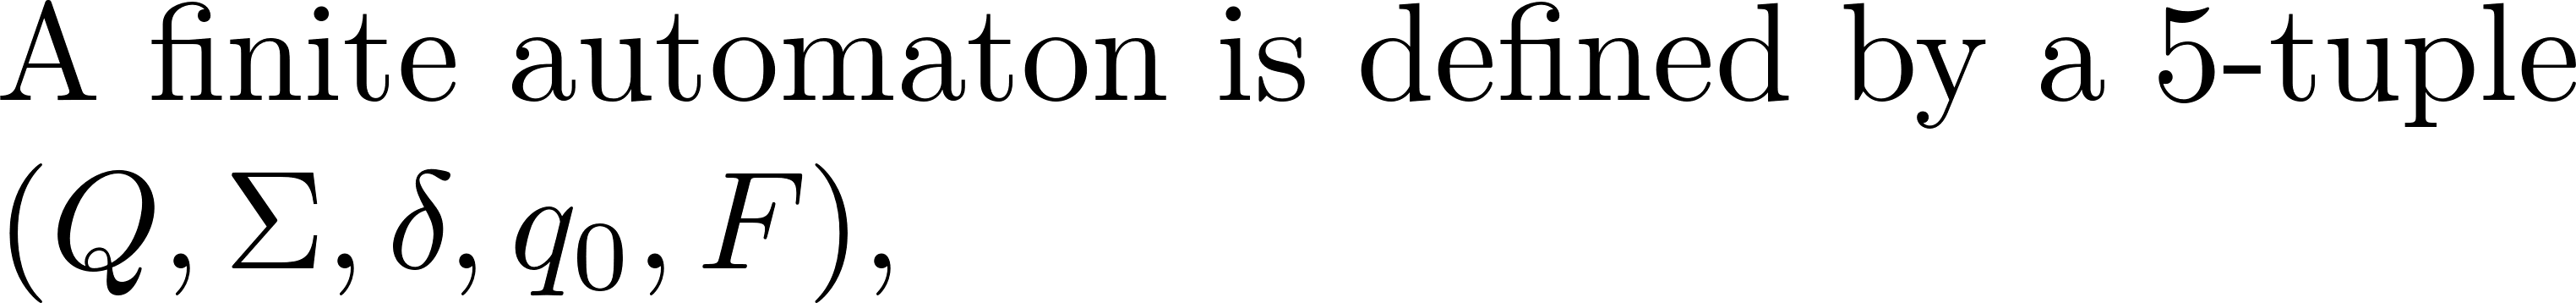 A finite automaton is defined by a 5-tuple
(Q, Σ, δ, q₀, F),